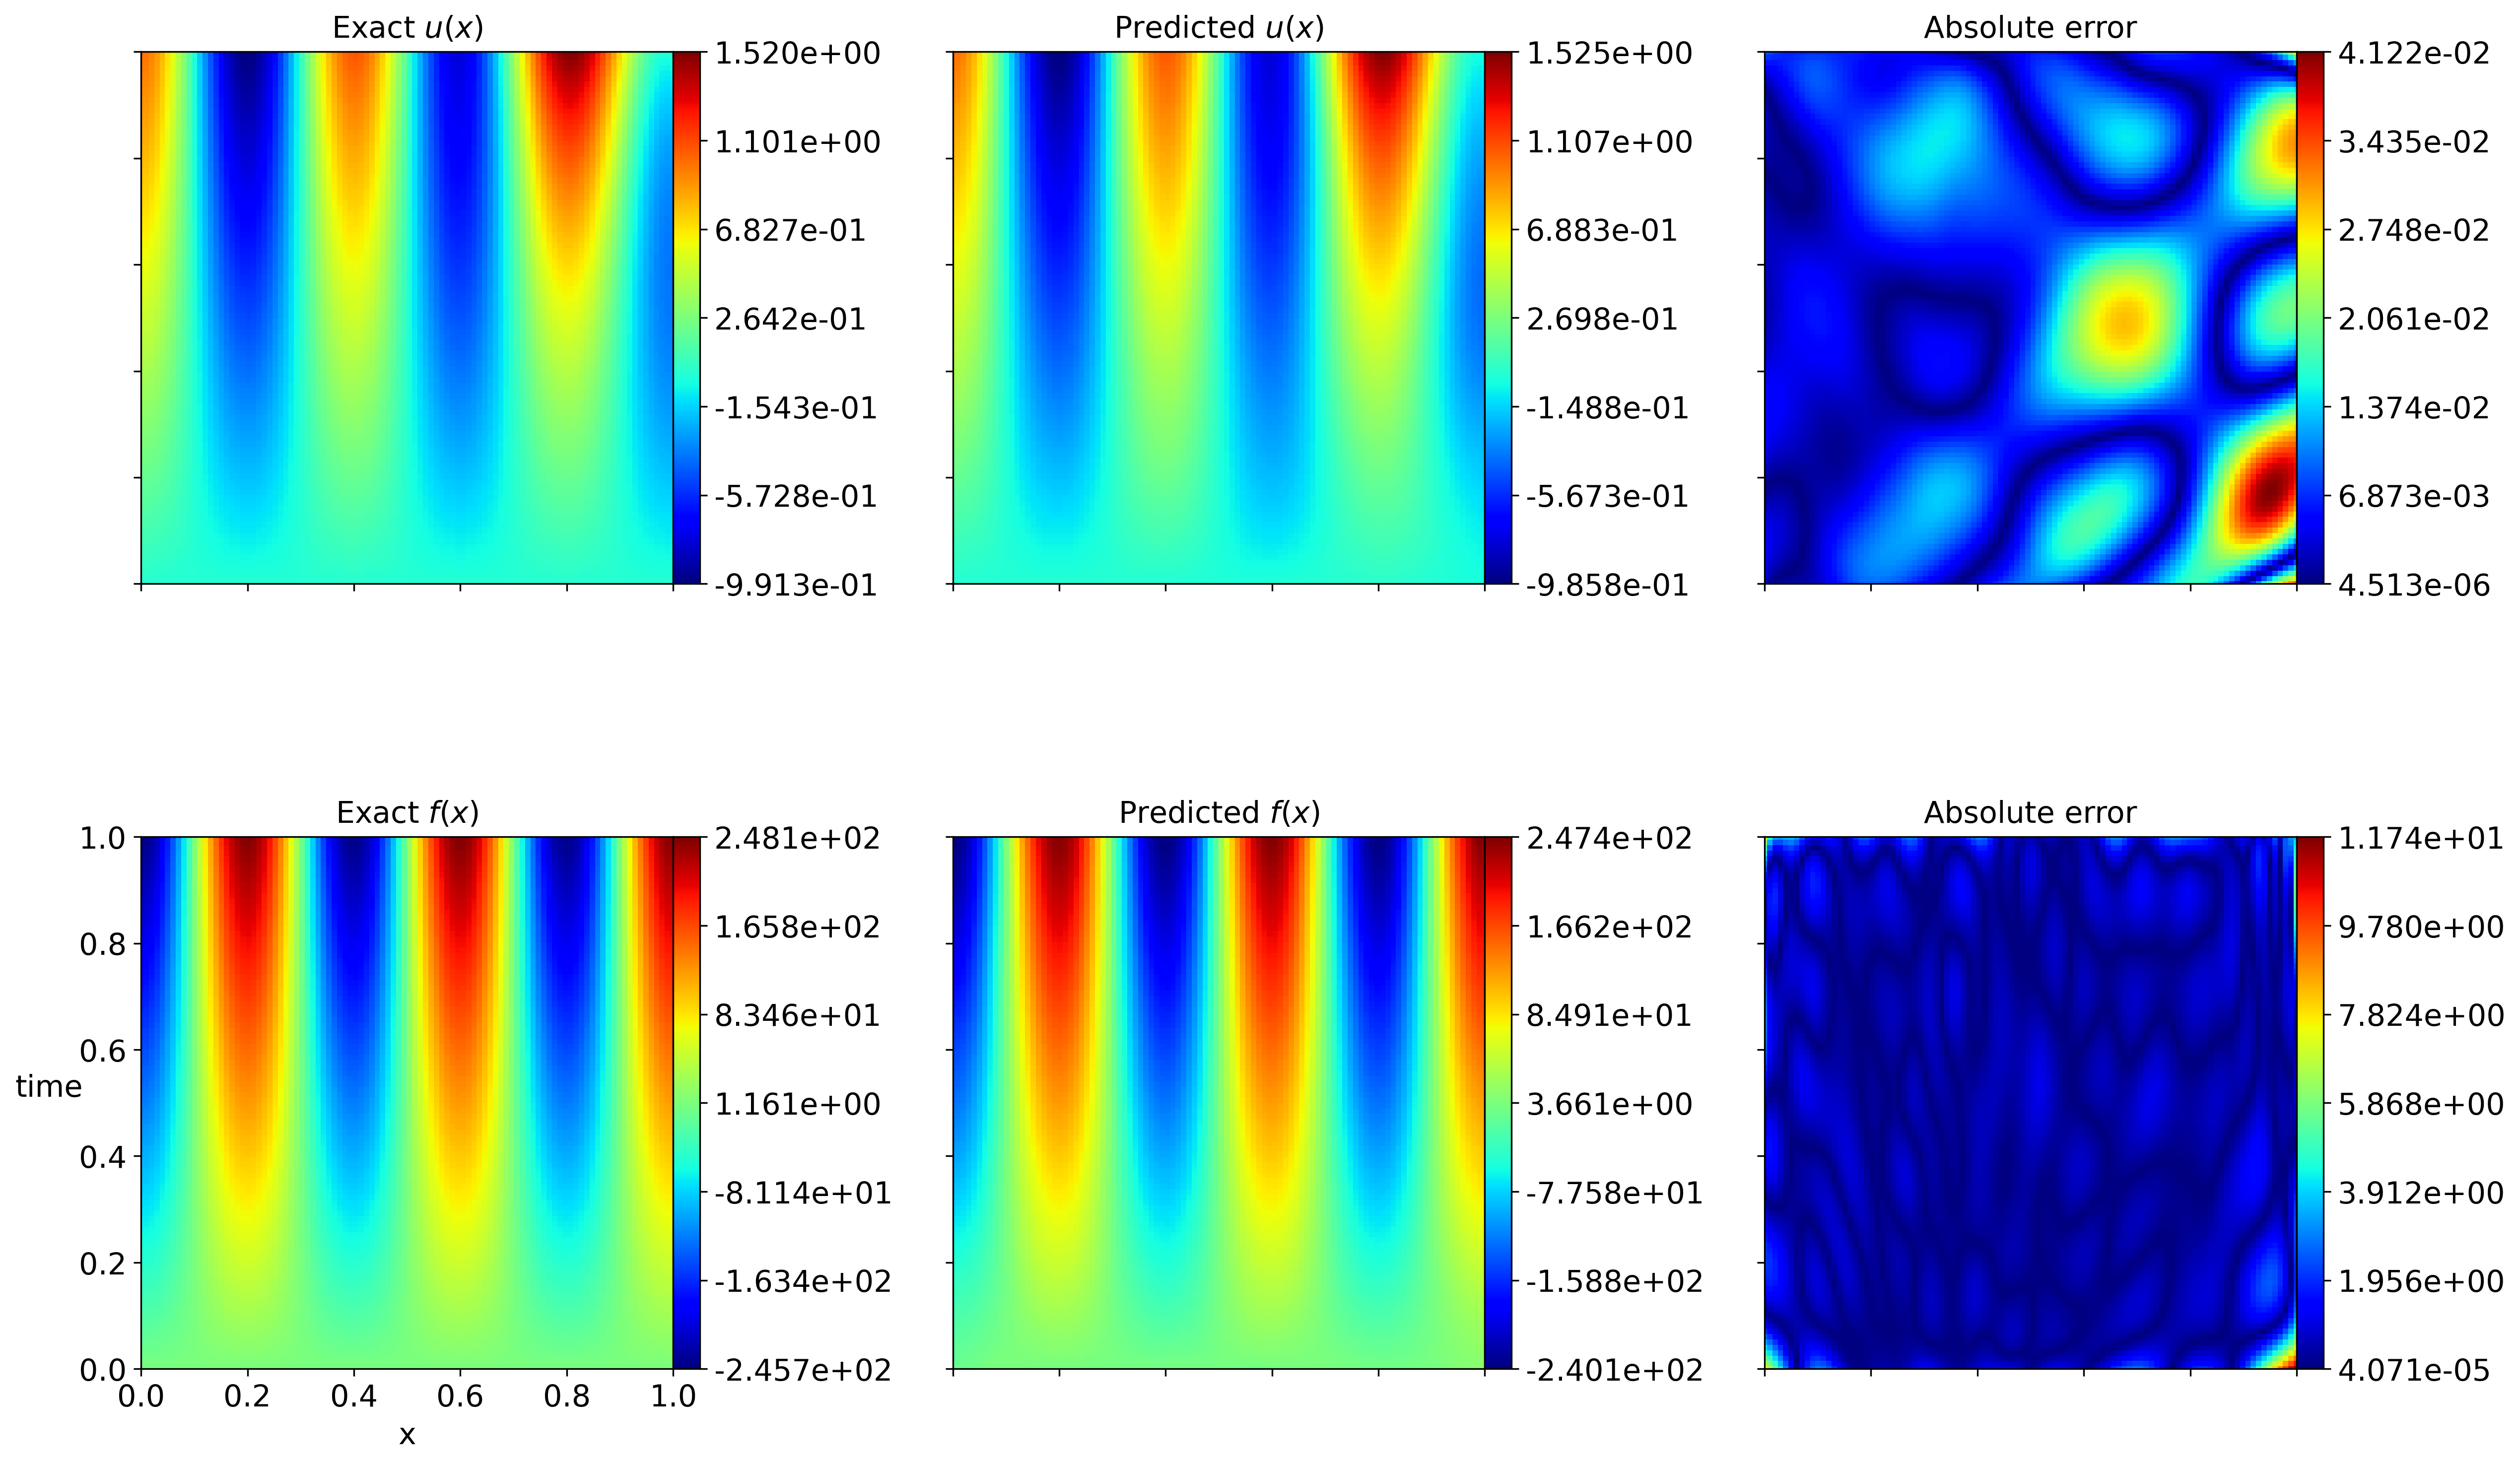 Exact u(x)
1.520e+00
1.101e+00
6.827e-01
2.642e-01
-1.543e-01
-5.728e-01
-9.913e-01
Predicted u(x)
1.525e+00
1.107e+00
6.883e-01
2.698e-01
-1.488e-01
-5.673e-01
-9.858e-01
Absolute error
4.122e-02
3.435e-02
2.748e-02
2.061e-02
1.374e-02
6.873e-03
4.513e-06
Exact f(x)
time
1.0
0.8
0.6
0.4
0.2
0.0
0.0 0.2 0.4 0.6 0.8 1.0
x
2.481e+02
1.658e+02
8.346e+01
1.161e+00
-8.114e+01
-1.634e+02
-2.457e+02
Predicted f(x)
2.474e+02
1.662e+02
8.491e+01
3.661e+00
-7.758e+01
-1.588e+02
-2.401e+02
Absolute error
1.174e+01
9.780e+00
7.824e+00
5.868e+00
3.912e+00
1.956e+00
4.071e-05